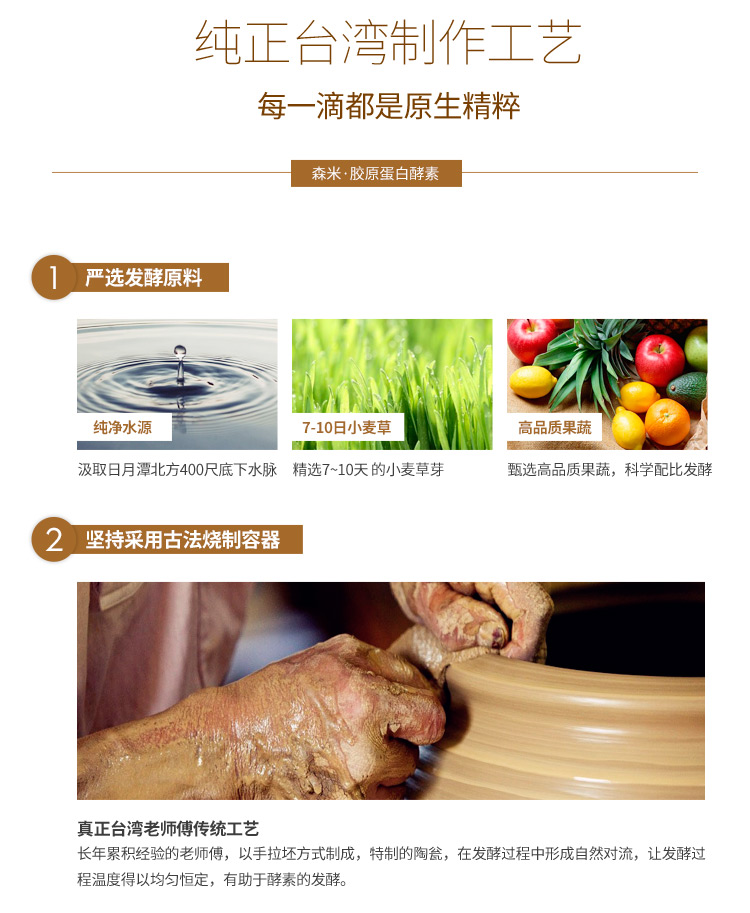 纯正台湾制作工艺
每一滴都是原生精粹
森米·胶原蛋白酵素
1 严选发酵原料
纯净水源
7-10日小麦草
高品质果蔬
汲取日月潭北方400尺底下水脉
精选7~10天 的小麦草芽
甄选高品质果蔬，科学配比发酵
2 坚持采用古法烧制容器
真正台湾老师傅传统工艺
长年累积经验的老师傅，以手拉坯方式制成，特制的陶瓮，在发酵过程中形成自然对流，让发酵过
程温度得以均匀恒定，有助于酵素的发酵。